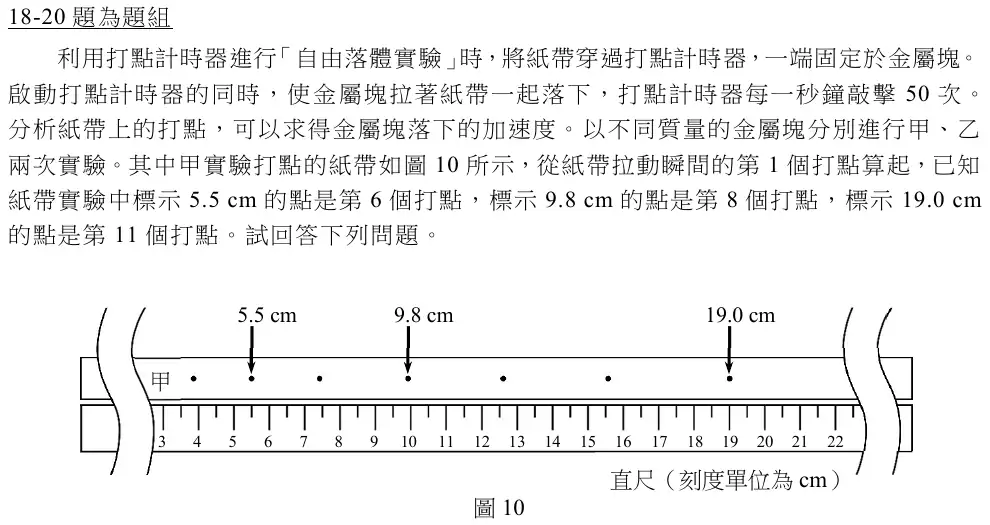 18-20 題為題組
利用打點計時器進行「自由落體實驗」時，將紙帶穿過打點計時器，一端固定於金屬塊。
啟動打點計時器的同時，使金屬塊拉著紙帶一起落下，打點計時器每一秒鐘敲擊 50 次。
分析紙帶上的打點，可以求得金屬塊落下的加速度。以不同質量的金屬塊分別進行甲、乙
兩次實驗。其中甲實驗打點的紙帶如圖 10 所示，從紙帶拉動瞬間的第 1 個打點算起，已知
紙帶實驗中標示 5.5 cm 的點是第 6 個打點，標示 9.8 cm 的點是第 8 個打點，標示 19.0 cm
的點是第 11 個打點。試回答下列問題。
5.5 cm 9.8 cm 19.0 cm
甲
3 4 5 6 7 8 9 10 11 12 13 14 15 16 17 18 19 20 21 22
直尺（刻度單位為 cm）
圖 10